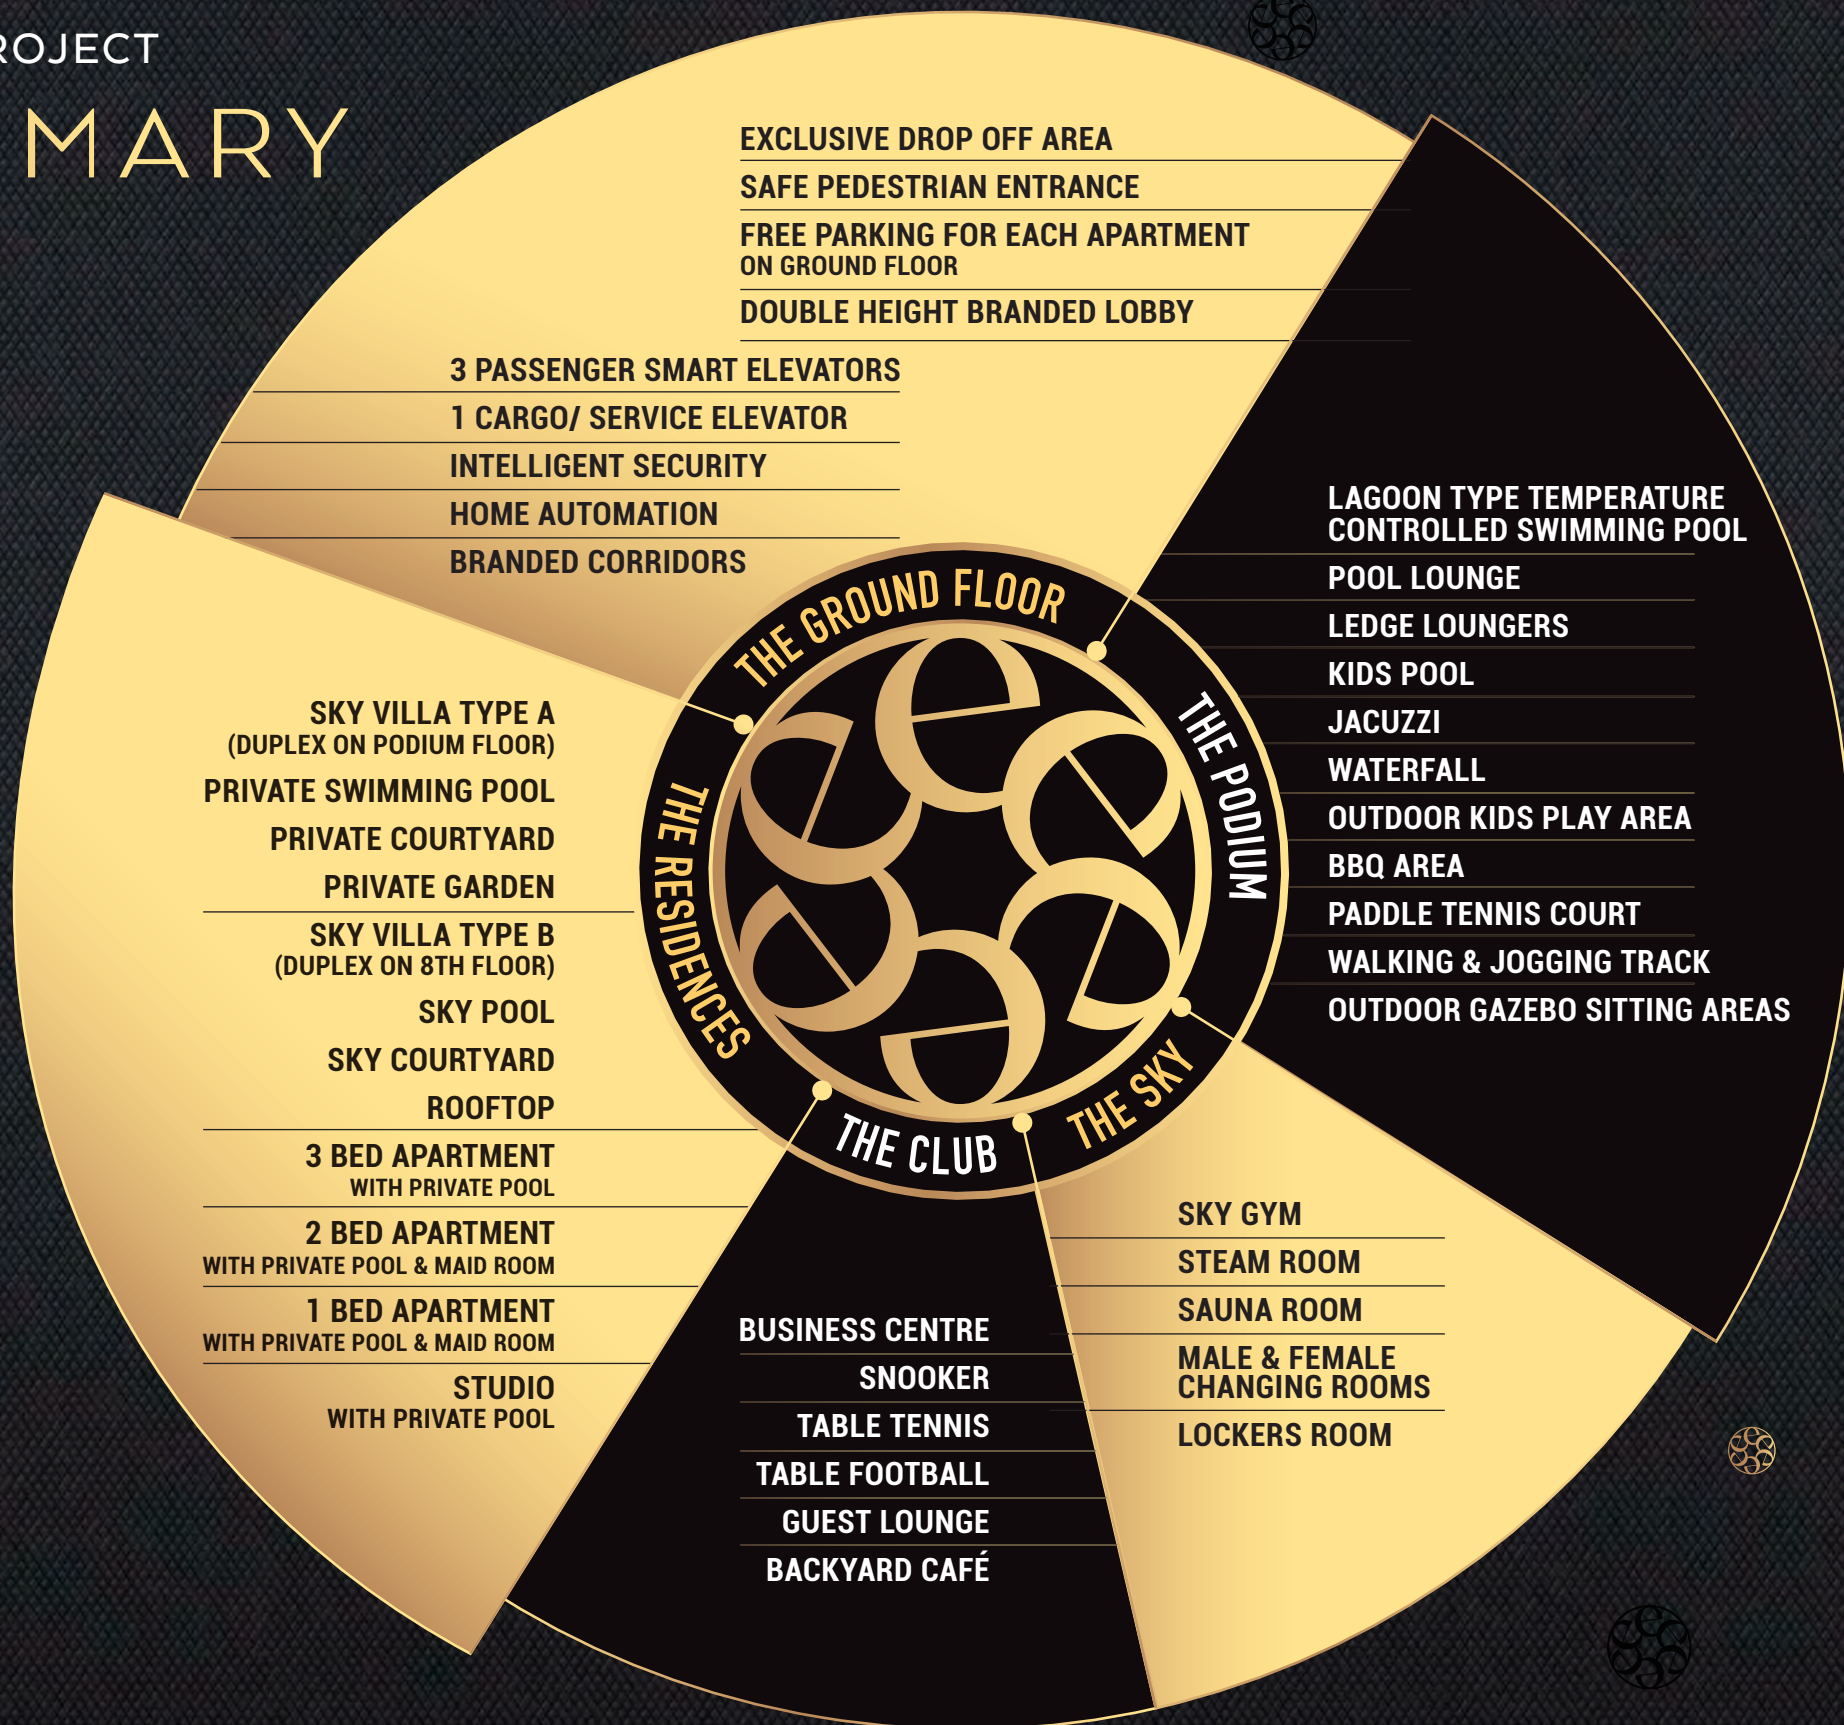 ROJECT
MARY
EXCLUSIVE DROP OFF AREA
SAFE PEDESTRIAN ENTRANCE
FREE PARKING FOR EACH APARTMENT
ON GROUND FLOOR
DOUBLE HEIGHT BRANDED LOBBY
3 PASSENGER SMART ELEVATORS
1 CARGO/ SERVICE ELEVATOR
INTELLIGENT SECURITY
HOME AUTOMATION
BRANDED CORRIDORS
THE GROUND FLOOR
THE PODIUM
LAGOON TYPE TEMPERATURE
CONTROLLED SWIMMING POOL
POOL LOUNGE
LEDGE LOUNGERS
KIDS POOL
JACUZZI
WATERFALL
OUTDOOR KIDS PLAY AREA
BBQ AREA
PADDLE TENNIS COURT
WALKING & JOGGING TRACK
OUTDOOR GAZEBO SITTING AREAS
THE SKY
SKY GYM
STEAM ROOM
SAUNA ROOM
MALE & FEMALE
CHANGING ROOMS
LOCKERS ROOM
THE CLUB
BUSINESS CENTRE
SNOOKER
TABLE TENNIS
TABLE FOOTBALL
GUEST LOUNGE
BACKYARD CAFÉ
THE RESIDENCES
SKY VILLA TYPE A
(DUPLEX ON PODIUM FLOOR)
PRIVATE SWIMMING POOL
PRIVATE COURTYARD
PRIVATE GARDEN
SKY VILLA TYPE B
(DUPLEX ON 8TH FLOOR)
SKY POOL
SKY COURTYARD
ROOFTOP
3 BED APARTMENT
WITH PRIVATE POOL
2 BED APARTMENT
WITH PRIVATE POOL & MAID ROOM
1 BED APARTMENT
WITH PRIVATE POOL & MAID ROOM
STUDIO
WITH PRIVATE POOL